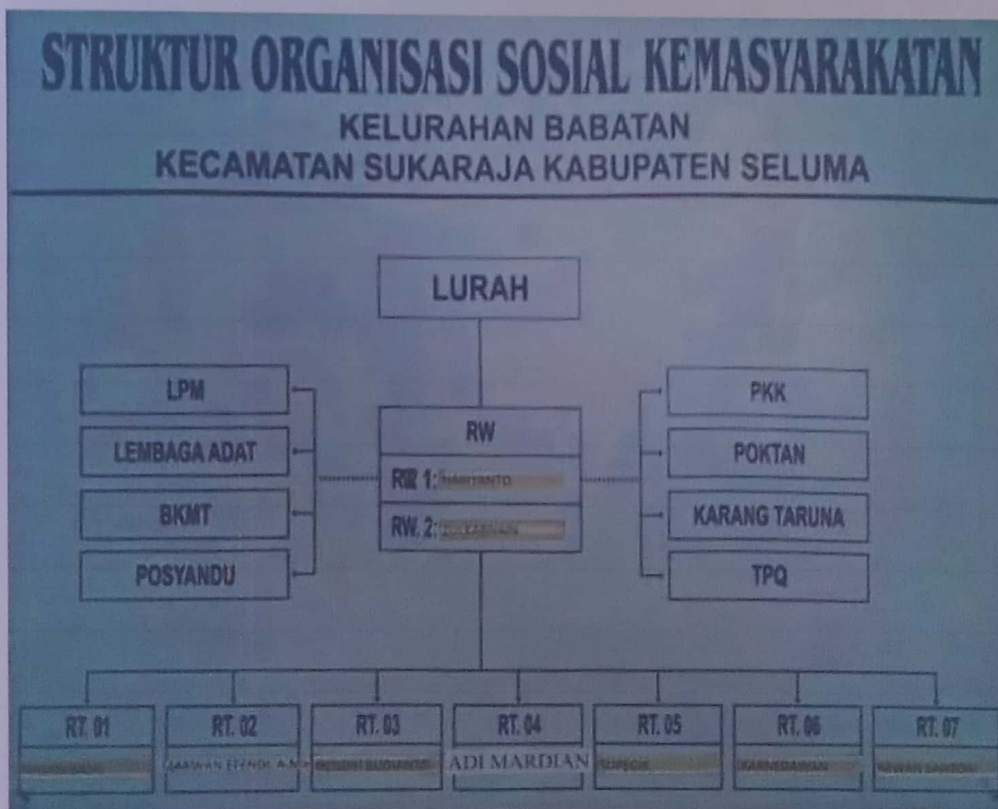 STRUKTUR ORGANISASI SOSIAL KEMASYARAKATAN
KELURAHAN BABATAN
KECAMATAN SUKARAJA KABUPATEN SELUMA
LURAH
LPM
LEMBAGA ADAT
BKMT
POSYANDU
RW
RW 1: HARIYANTO
RW. 2: ZULKARNAIN
PKK
POKTAN
KARANG TARUNA
TPQ
RT. 01
RT. 02
RT. 03
RT. 04
ADI MARDIAN
RT. 05
RT. 06
RT. 07